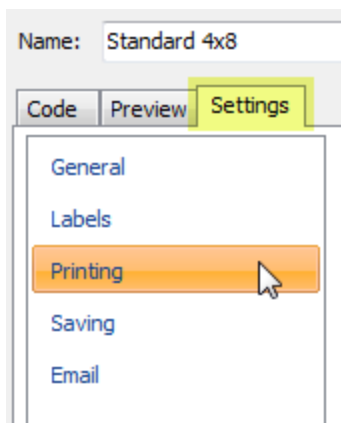 Name: Standard 4x8
Code Preview Settings
General
Labels
Printing
Saving
Email